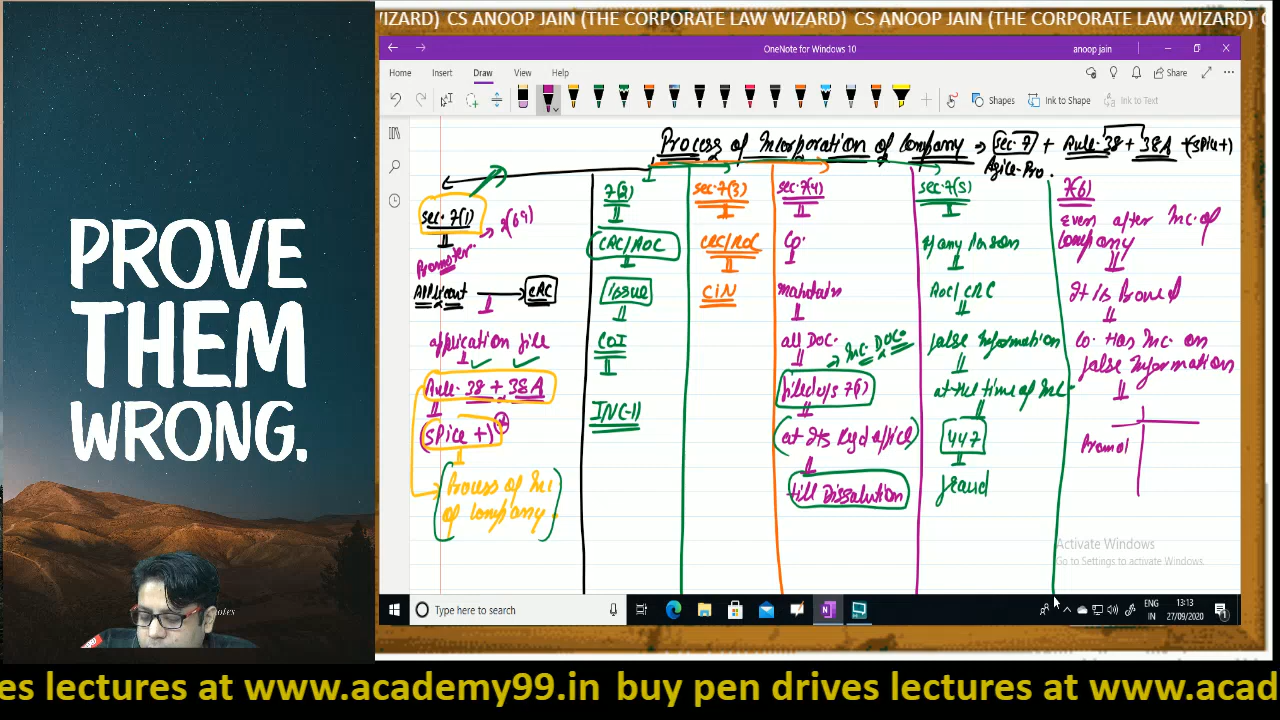 WIZARD) CS ANOOP JAIN (THE CORPORATE LAW WIZARD) CS ANOOP JAIN (THE CORPORATE LAW WIZARD)
OneNote for Windows 10
anoop jain
Home Insert Draw View Help
Share
Shapes Ink to Shape Ink to Text
Process of Incorporation of Company → Sec-7 + Rule-38 + 38A + (SPice+)
Agile-Pro.
Sec-7(1)
Promoter → 2(69)
Applicant → CRC
application file
Rule-38 + 38A
(SPice +)
(Process of Inc of Company)
7(2)
CRC/ROC
issue
COI
INC-11
Sec-7(3)
CRC/ROC
CIN
Sec-7(4)
Co.
maintain
all DOC. → Inc. DOC.
filed u/s 7(1)
(at Its Rgd office)
till Dissolution
Sec-7(5)
If any Person
ROC/CRC
false Information
at the time of Inc
447
fraud
7(6)
Even after Inc. of
Company
It is Proved
Co. Has Inc. on
false Information
Promot
PROVE
THEM
WRONG.
Activate Windows
Go to Settings to activate Windows.
Type here to search
ENG
IN
13:13
27/09/2020
es lectures at www.academy99.in buy pen drives lectures at www.acad